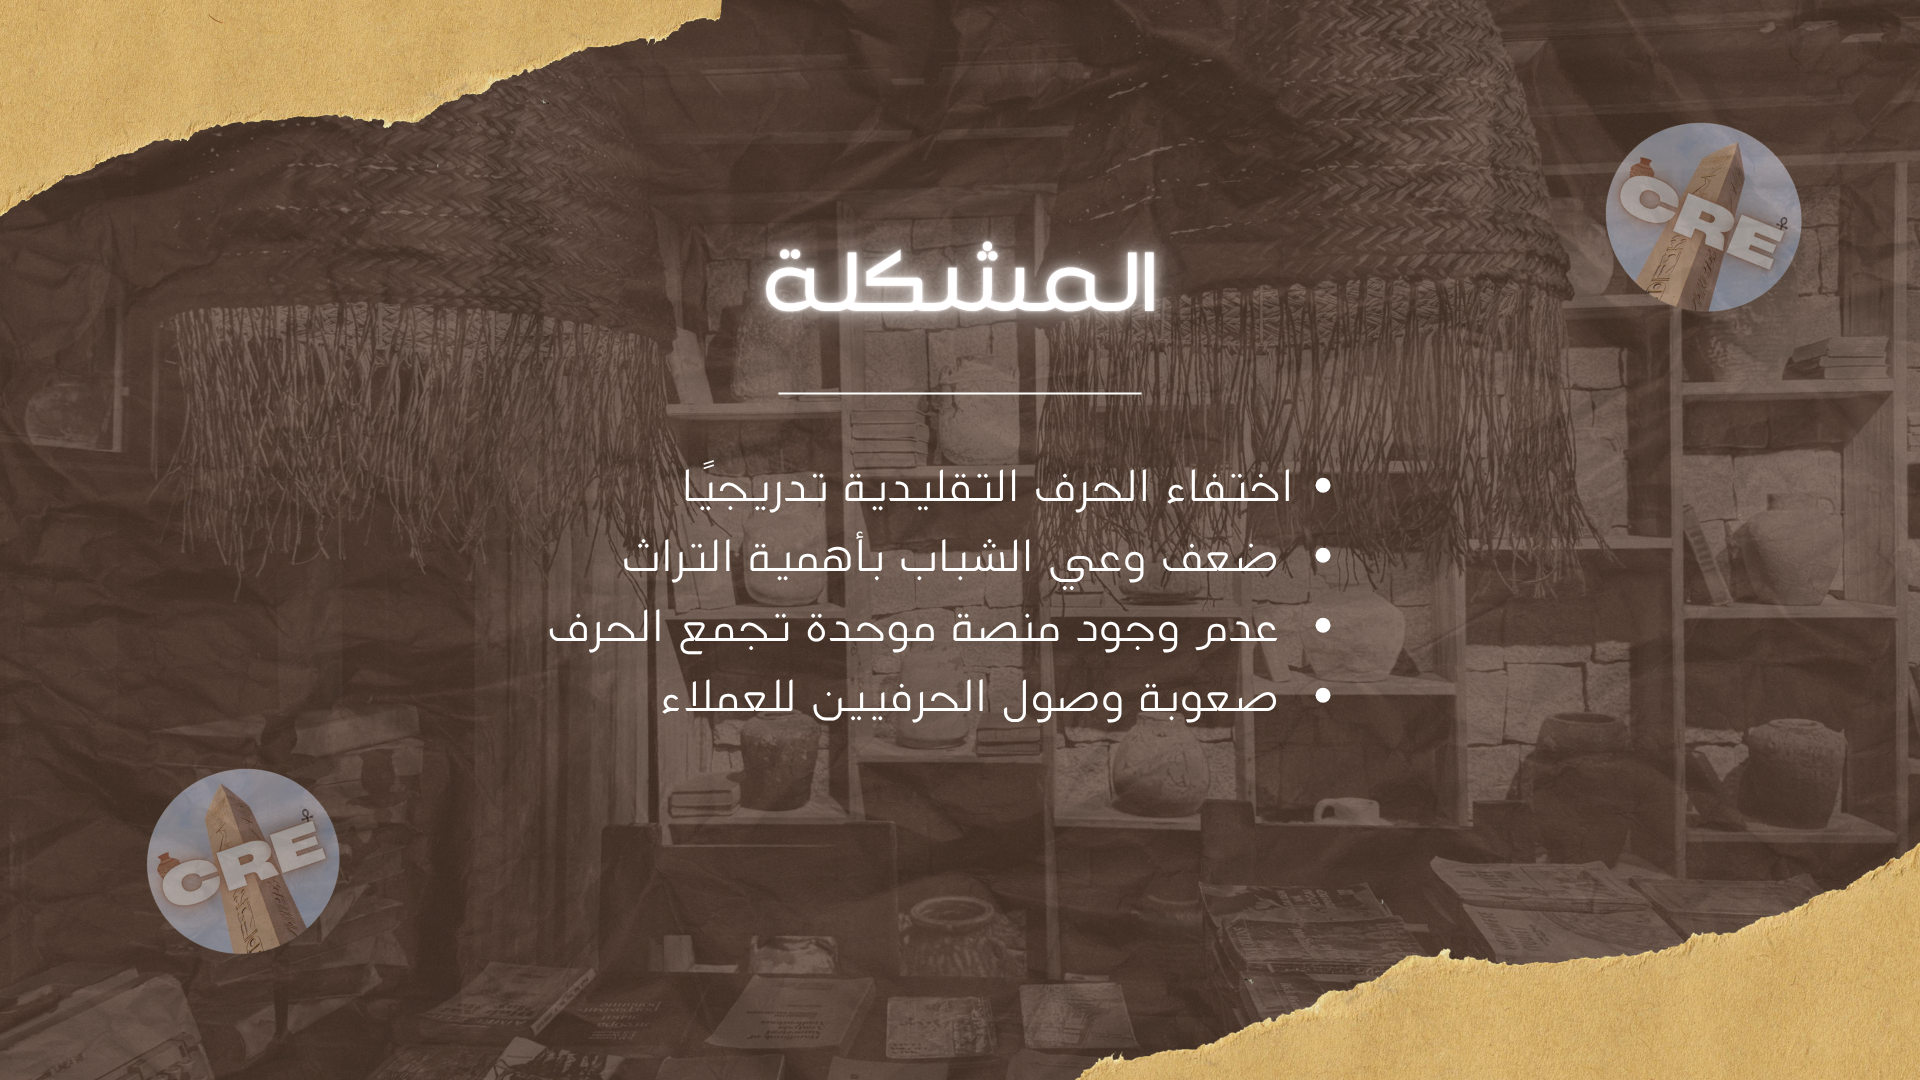 CRE
المشكلة
اختفاء الحرف التقليدية تدريجيًا
ضعف وعي الشباب بأهمية التراث
عدم وجود منصة موحدة تجمع الحرف
صعوبة وصول الحرفيين للعملاء
CRE